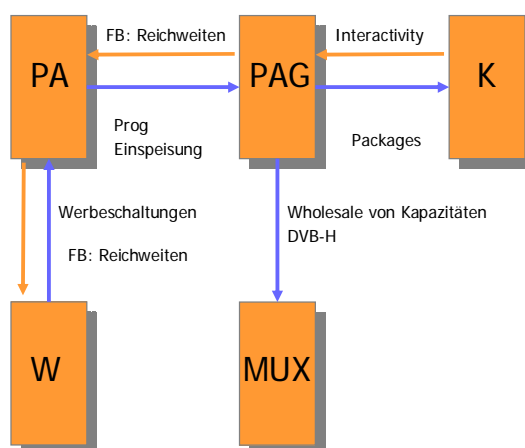 FB: Reichweiten
Interactivity
PA
PAG
K
Prog
Einspeisung
Packages
Werbeschaltungen
FB: Reichweiten
Wholesale von Kapazitäten
DVB-H
W
MUX